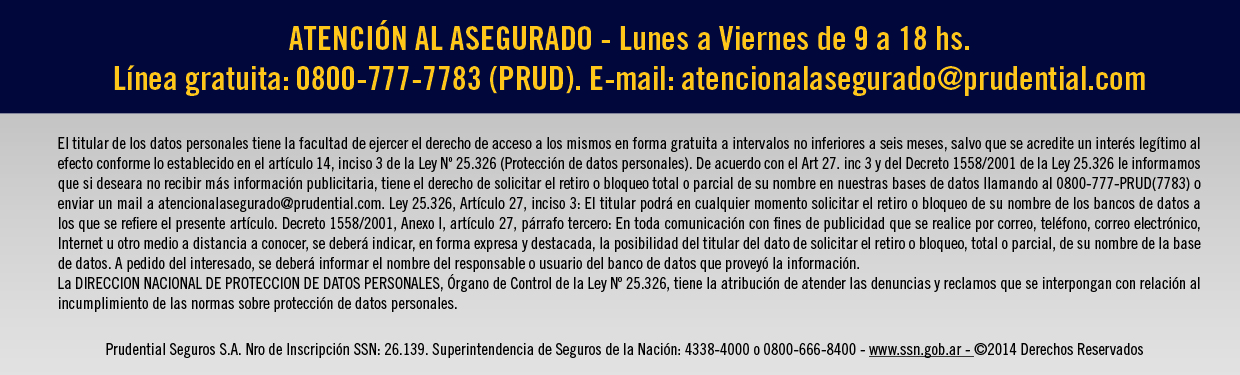 ATENCIÓN AL ASEGURADO - Lunes a Viernes de 9 a 18 hs.
Línea gratuita: 0800-777-7783 (PRUD). E-mail: atencionalasegurado@prudential.com
El titular de los datos personales tiene la facultad de ejercer el derecho de acceso a los mismos en forma gratuita a intervalos no inferiores a seis meses, salvo que se acredite un interés legítimo al
efecto conforme lo establecido en el artículo 14, inciso 3 de la Ley Nº 25.326 (Protección de datos personales). De acuerdo con el Art 27. inc 3 y del Decreto 1558/2001 de la Ley 25.326 le informamos
que si deseara no recibir más información publicitaria, tiene el derecho de solicitar el retiro o bloqueo total o parcial de su nombre en nuestras bases de datos llamando al 0800-777-PRUD(7783) o
enviar un mail a atencionalasegurado@prudential.com. Ley 25.326, Artículo 27, inciso 3: El titular podrá en cualquier momento solicitar el retiro o bloqueo de su nombre de los bancos de datos a
los que se refiere el presente artículo. Decreto 1558/2001, Anexo I, artículo 27, párrafo tercero: En toda comunicación con fines de publicidad que se realice por correo, teléfono, correo electrónico,
Internet u otro medio a distancia a conocer, se deberá indicar, en forma expresa y destacada, la posibilidad del titular del dato de solicitar el retiro o bloqueo, total o parcial, de su nombre de la base
de datos. A pedido del interesado, se deberá informar el nombre del responsable o usuario del banco de datos que proveyó la información.
La DIRECCION NACIONAL DE PROTECCION DE DATOS PERSONALES, Órgano de Control de la Ley Nº 25.326, tiene la atribución de atender las denuncias y reclamos que se interpongan con relación al
incumplimiento de las normas sobre protección de datos personales.
Prudential Seguros S.A. Nro de Inscripción SSN: 26.139. Superintendencia de Seguros de la Nación: 4338-4000 o 0800-666-8400 - www.ssn.gob.ar - ©2014 Derechos Reservados